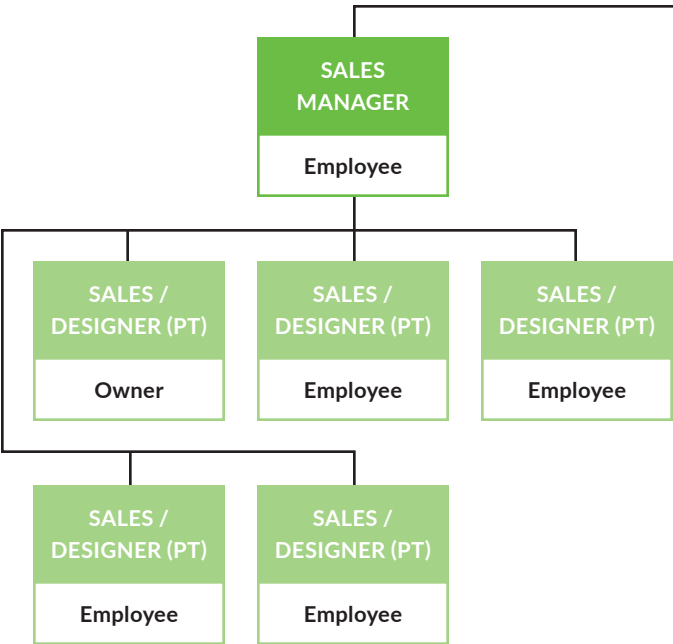 SALES
MANAGER
Employee
SALES /
DESIGNER (PT)
Owner
SALES /
DESIGNER (PT)
Employee
SALES /
DESIGNER (PT)
Employee
SALES /
DESIGNER (PT)
Employee
SALES /
DESIGNER (PT)
Employee